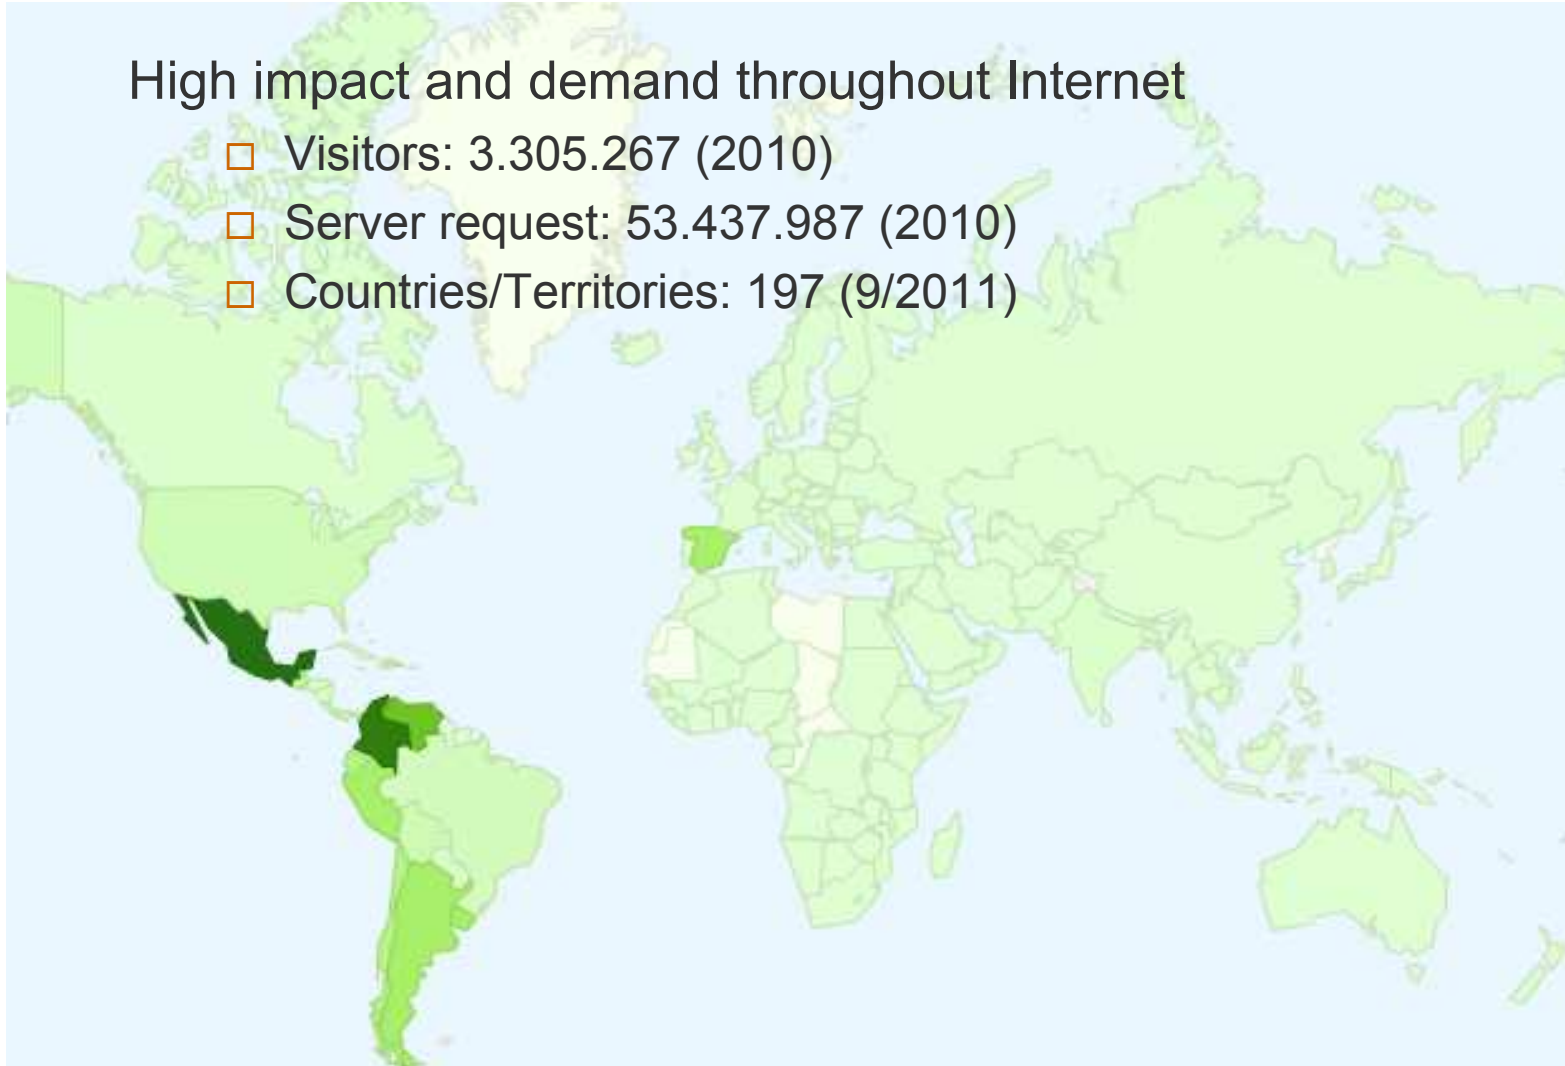 High impact and demand throughout Internet
Visitors: 3.305.267 (2010)
Server request: 53.437.987 (2010)
Countries/Territories: 197 (9/2011)